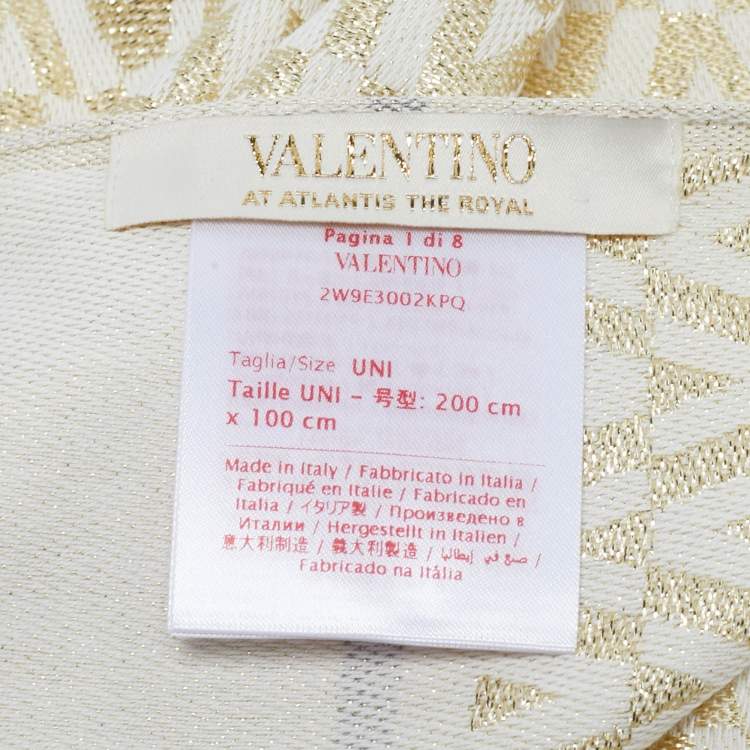 VALENTINO
AT ATLANTIS THE ROYAL
Pagina 1 di 8
VALENTINO
2W9E3002KPQ
Taglia/Size UNI
Taille UNI - 号型: 200 cm
x 100 cm
Made in Italy / Fabbricato in Italia /
Fabriqué en Italie / Fabricado en
Italia / イタリア製 / Произведено в
Италии / Hergestellt in Italien /
意大利制造 / 義大利製造 / صنع في إيطاليا /
Fabricado na Itália